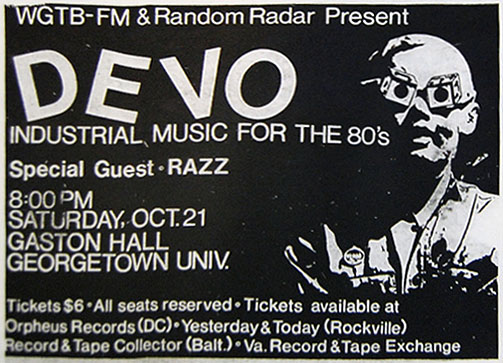 WGTB-FM & Random Radar Present
DEVO
INDUSTRIAL MUSIC FOR THE 80's
Special Guest • RAZZ
8:00 PM
SATURDAY, OCT. 21
GASTON HALL
GEORGETOWN UNIV.
Tickets $6 • All seats reserved • Tickets available at
Orpheus Records (DC) • Yesterday & Today (Rockville)
Record & Tape Collector (Balt.) • Va. Record & Tape Exchange